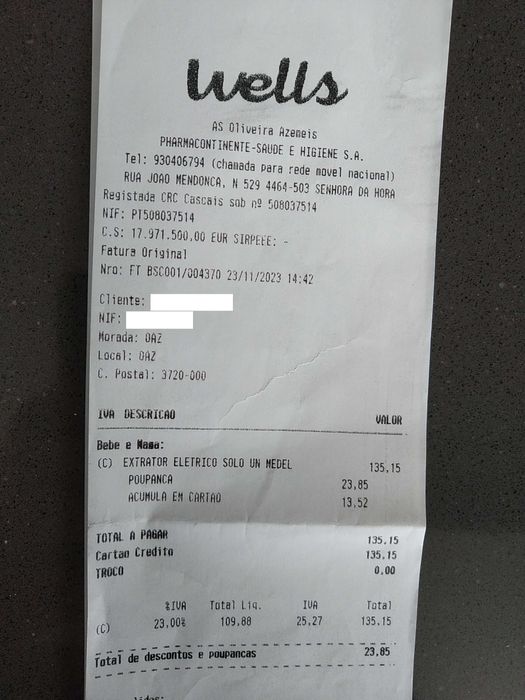 wells
AS Oliveira Azemeis
PHARMACONTINENTE-SAUDE E HIGIENE S.A.
Tel: 930406794 (chamada para rede movel nacional)
RUA JOAO MENDONCA, N 529 4464-503 SENHORA DA HORA
Registada CRC Cascais sob nº 508037514
NIF: PT508037514
C.S: 17.971.500,00 EUR SIRPEEE: -
Fatura Original
Nro: FT BSC001/004370 23/11/2023 14:42
Cliente:
NIF:
Morada: OAZ
Local: OAZ
C. Postal: 3720-000
IVA DESCRICAO VALOR
Bebe e Mama:
(C) EXTRATOR ELETRICO SOLO UN MEDEL 135,15
POUPANCA 23,85
ACUMULA EM CARTAO 13,52
TOTAL A PAGAR 135,15
Cartao Credito 135,15
TROCO 0,00
%IVA Total Liq. IVA Total
(C) 23,00% 109,88 25,27 135,15
Total de descontos e poupancas 23,85